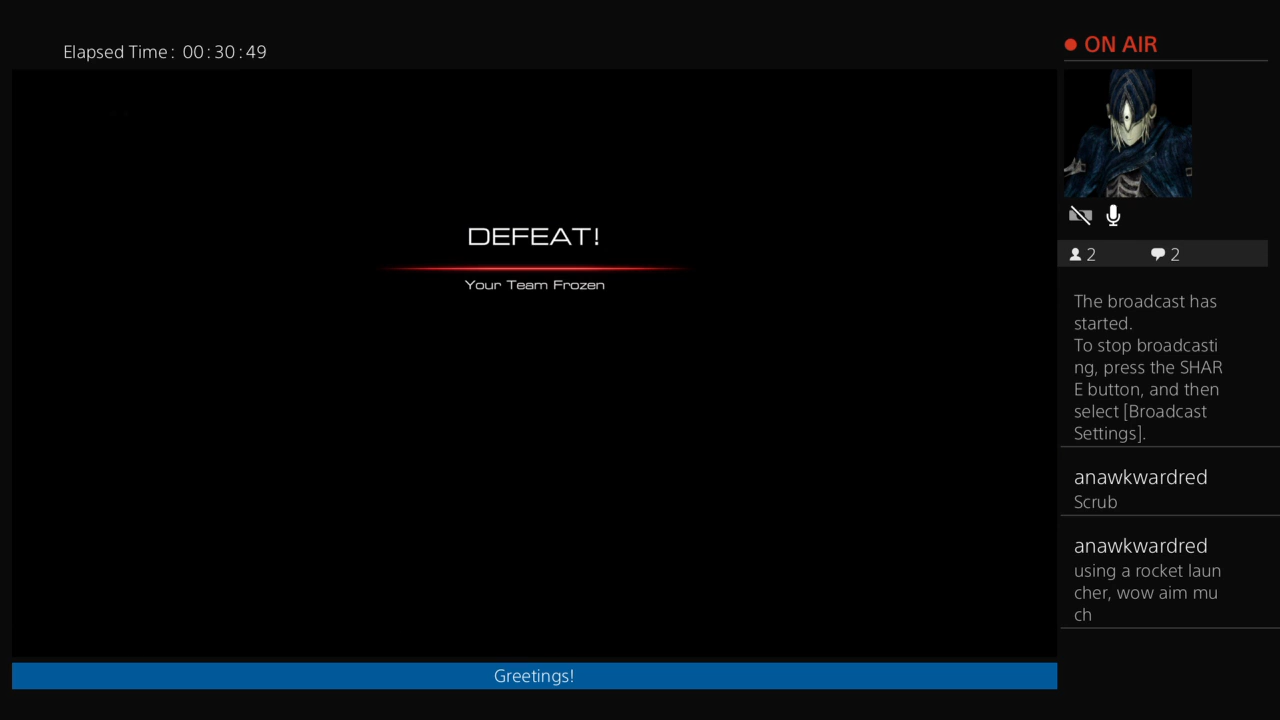 Elapsed Time: 00:30:49
ON AIR
DEFEAT!
Your Team Frozen
2
2
The broadcast has
started.
To stop broadcasti
ng, press the SHAR
E button, and then
select [Broadcast
Settings].
anawkwardred
Scrub
anawkwardred
using a rocket laun
cher, wow aim mu
ch
Greetings!